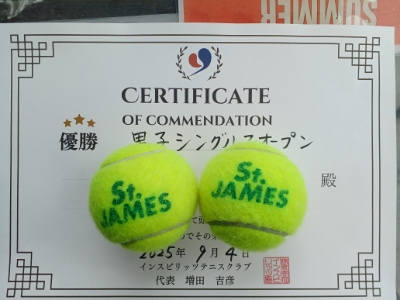 SUMMER
CERTIFICATE
OF COMMENDATION
優勝 男子シングルスオープン
殿
St.
JAMES
St.
JAMES
2025年 9月 4日
インスピリッツテニスクラブ
代表 増田 吉彦